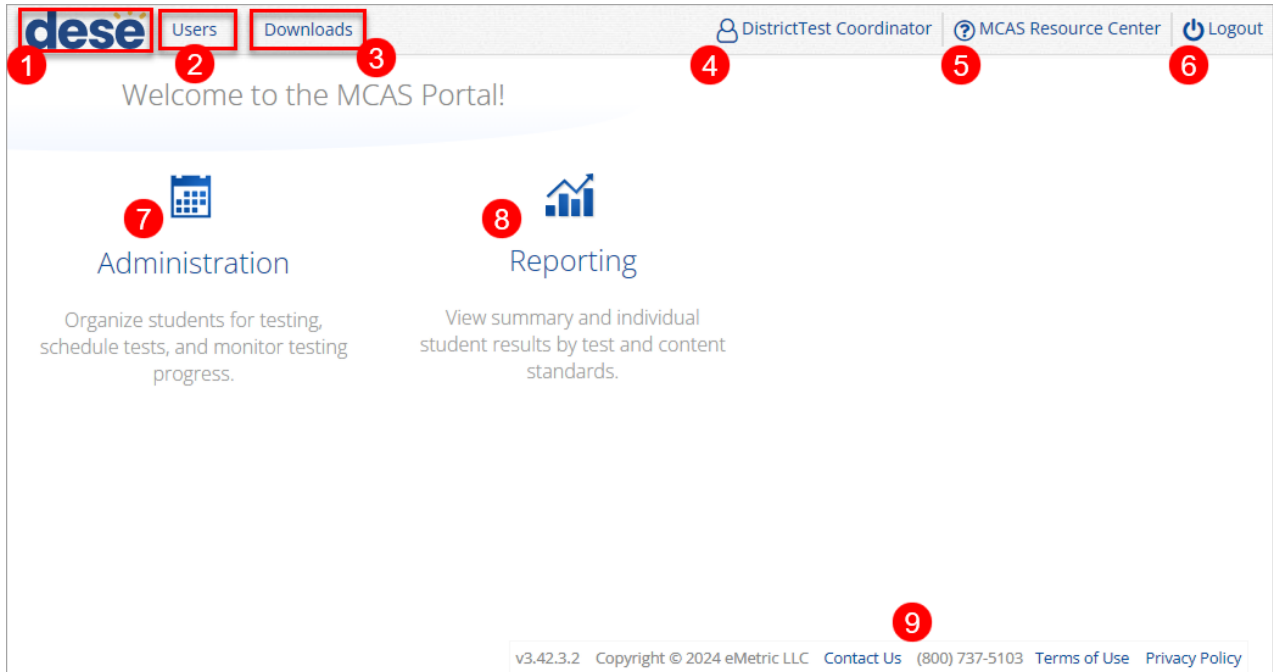 dese Users Downloads DistrictTest Coordinator MCAS Resource Center Logout
1 2 3 4 5 6
Welcome to the MCAS Portal!
7 8
Administration Reporting
Organize students for testing,
schedule tests, and monitor testing
progress.
View summary and individual
student results by test and content
standards.
9
v3.42.3.2 Copyright © 2024 eMetric LLC Contact Us (800) 737-5103 Terms of Use Privacy Policy